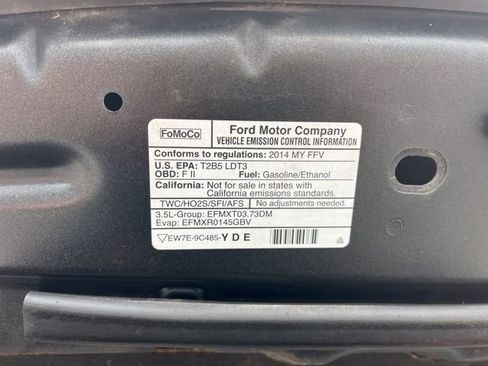 FoMoCo
Ford Motor Company
VEHICLE EMISSION CONTROL INFORMATION
Conforms to regulations: 2014 MY FFV
U.S. EPA: T2B5 LDT3
OBD: F II Fuel: Gasoline/Ethanol
California: Not for sale in states with
California emissions standards.
TWC/HO2S/SFI/AFS No adjustments needed.
3.5L-Group: EFMXT03.73DM
Evap: EFMXR0145GBV
EW7E-9C485-YDE